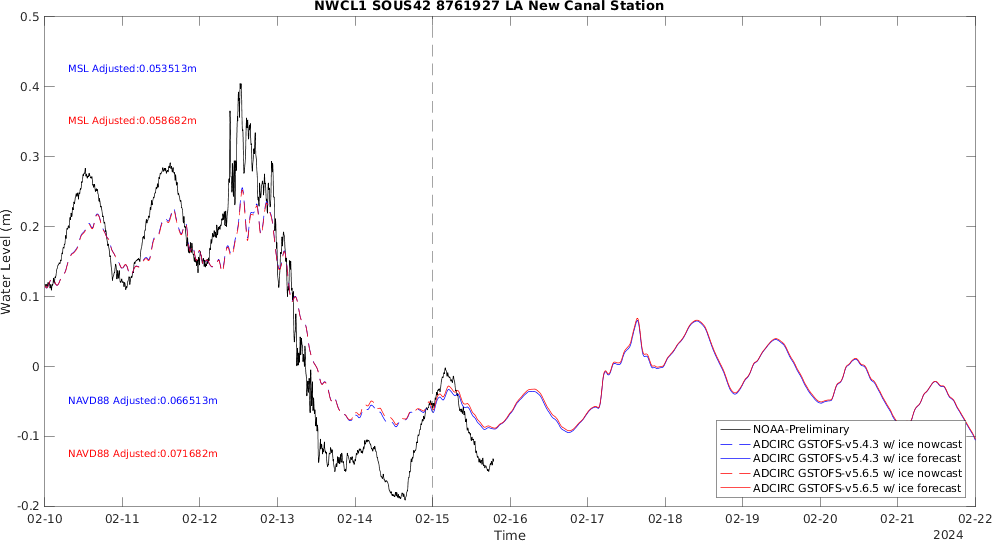 NWCL1 SOUS42 8761927 LA New Canal Station
0.5
0.4
0.3
0.2
0.1
0
-0.1
-0.2
Water Level (m)
MSL Adjusted:0.053513m
MSL Adjusted:0.058682m
NAVD88 Adjusted:0.066513m
NAVD88 Adjusted:0.071682m
NOAA-Preliminary
ADCIRC GSTOFS-v5.4.3 w/ ice nowcast
ADCIRC GSTOFS-v5.4.3 w/ ice forecast
ADCIRC GSTOFS-v5.6.5 w/ ice nowcast
ADCIRC GSTOFS-v5.6.5 w/ ice forecast
02-10 02-11 02-12 02-13 02-14 02-15 02-16 02-17 02-18 02-19 02-20 02-21 02-22
Time
2024